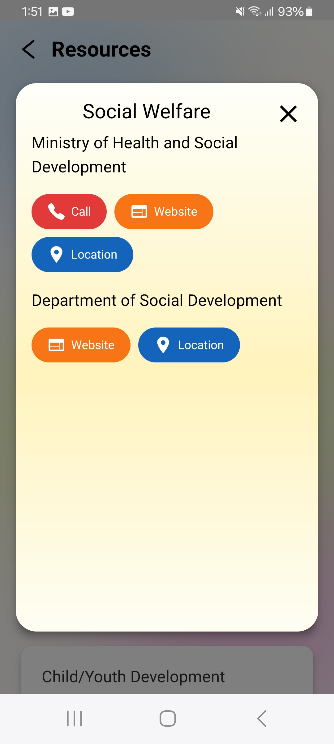 1:51 93%
Resources
Social Welfare
Ministry of Health and Social
Development
Call Website
Location
Department of Social Development
Website Location
Child/Youth Development